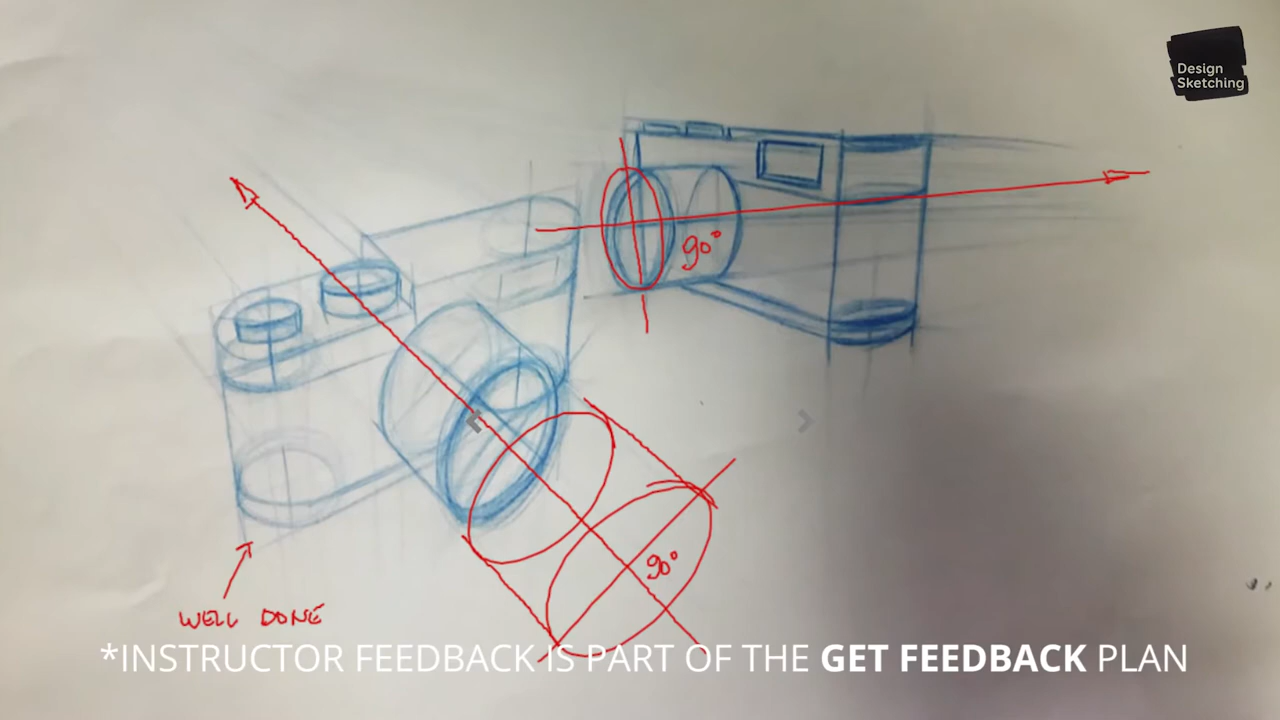 Design
Sketching
90°
90°
WELL DONE
*INSTRUCTOR FEEDBACK IS PART OF THE GET FEEDBACK PLAN